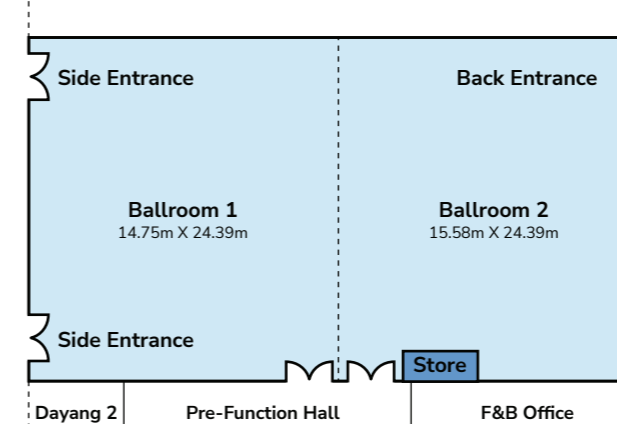 Side Entrance
Back Entrance
Ballroom 1
14.75m X 24.39m
Ballroom 2
15.58m X 24.39m
Side Entrance
Store
Dayang 2
Pre-Function Hall
F&B Office